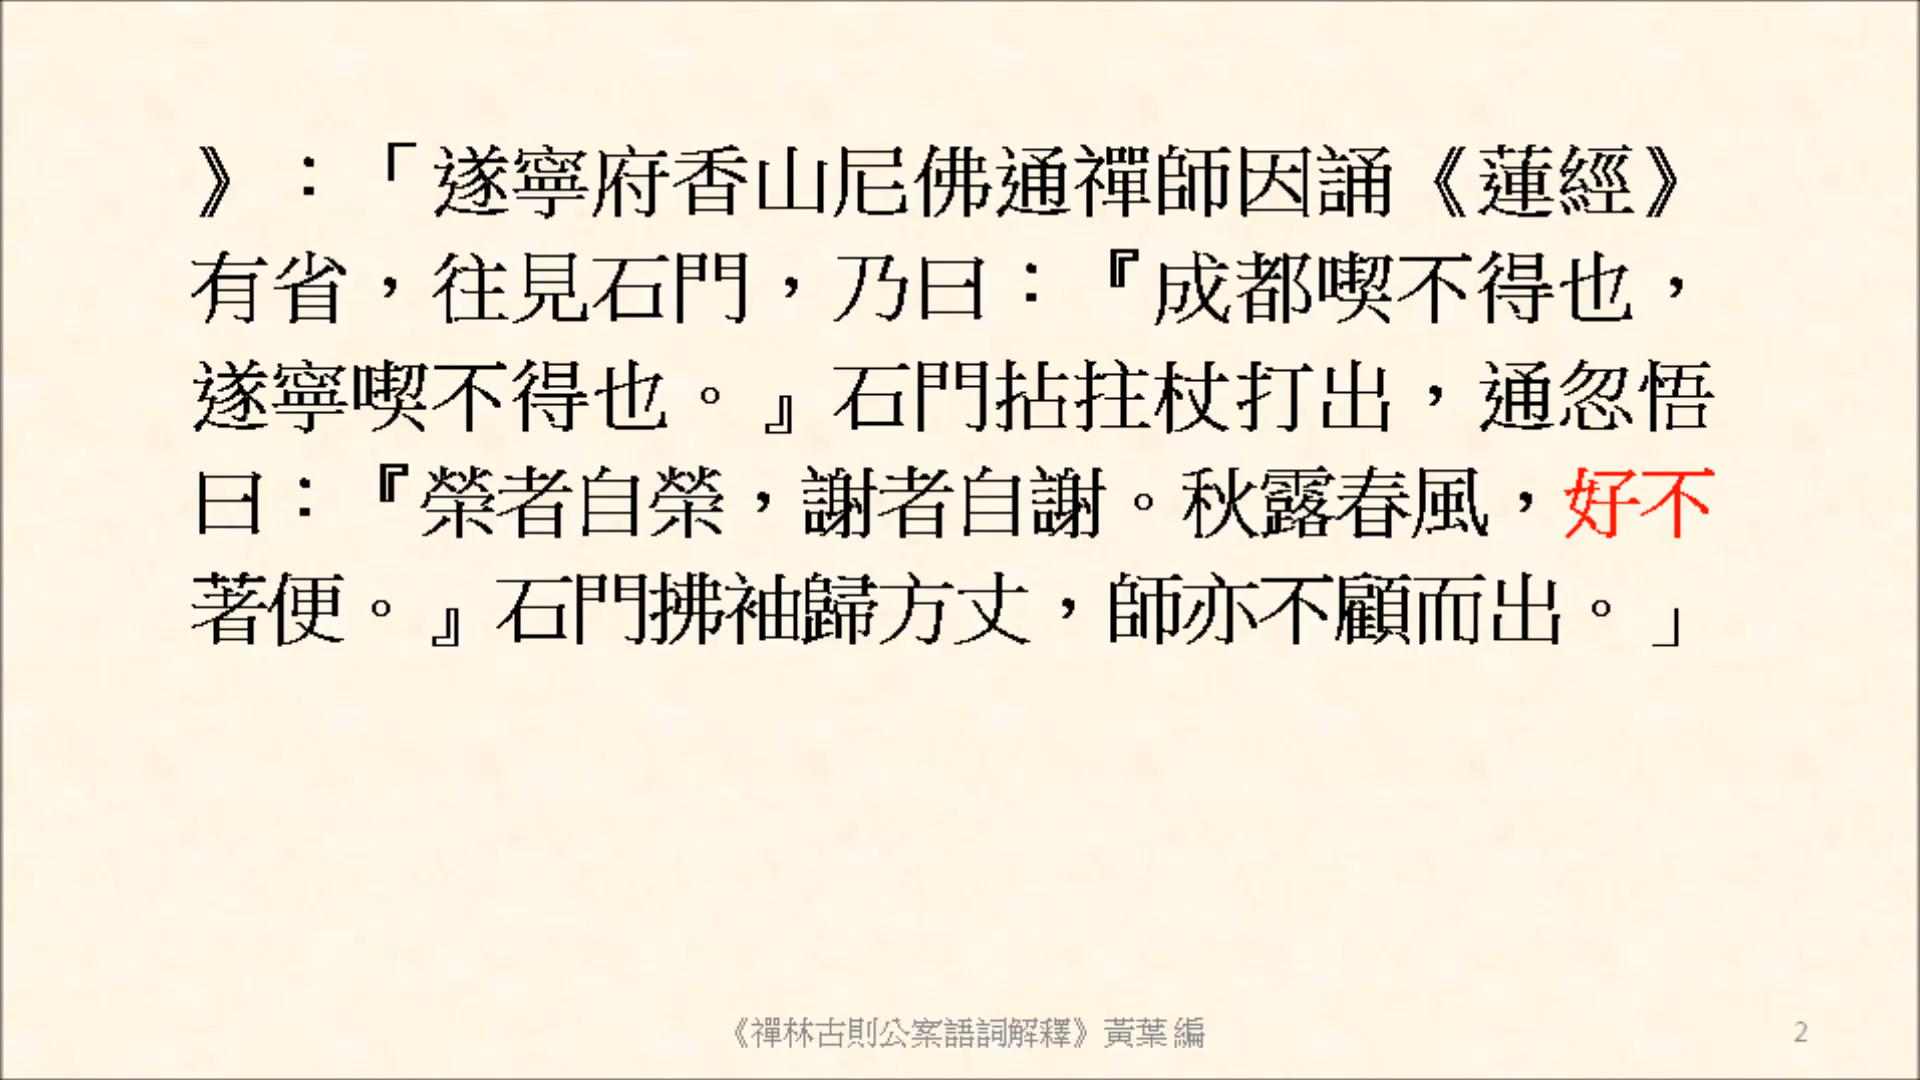 》：「遂寧府香山尼佛通禪師因誦《蓮經》
有省，往見石門，乃曰：『成都喫不得也，
遂寧喫不得也。』石門拈拄杖打出，通忽悟
曰：『榮者自榮，謝者自謝。秋露春風，好不
著便。』石門拂袖歸方丈，師亦不顧而出。」
《禪林古則公案語詞解釋》黃葉 編
2